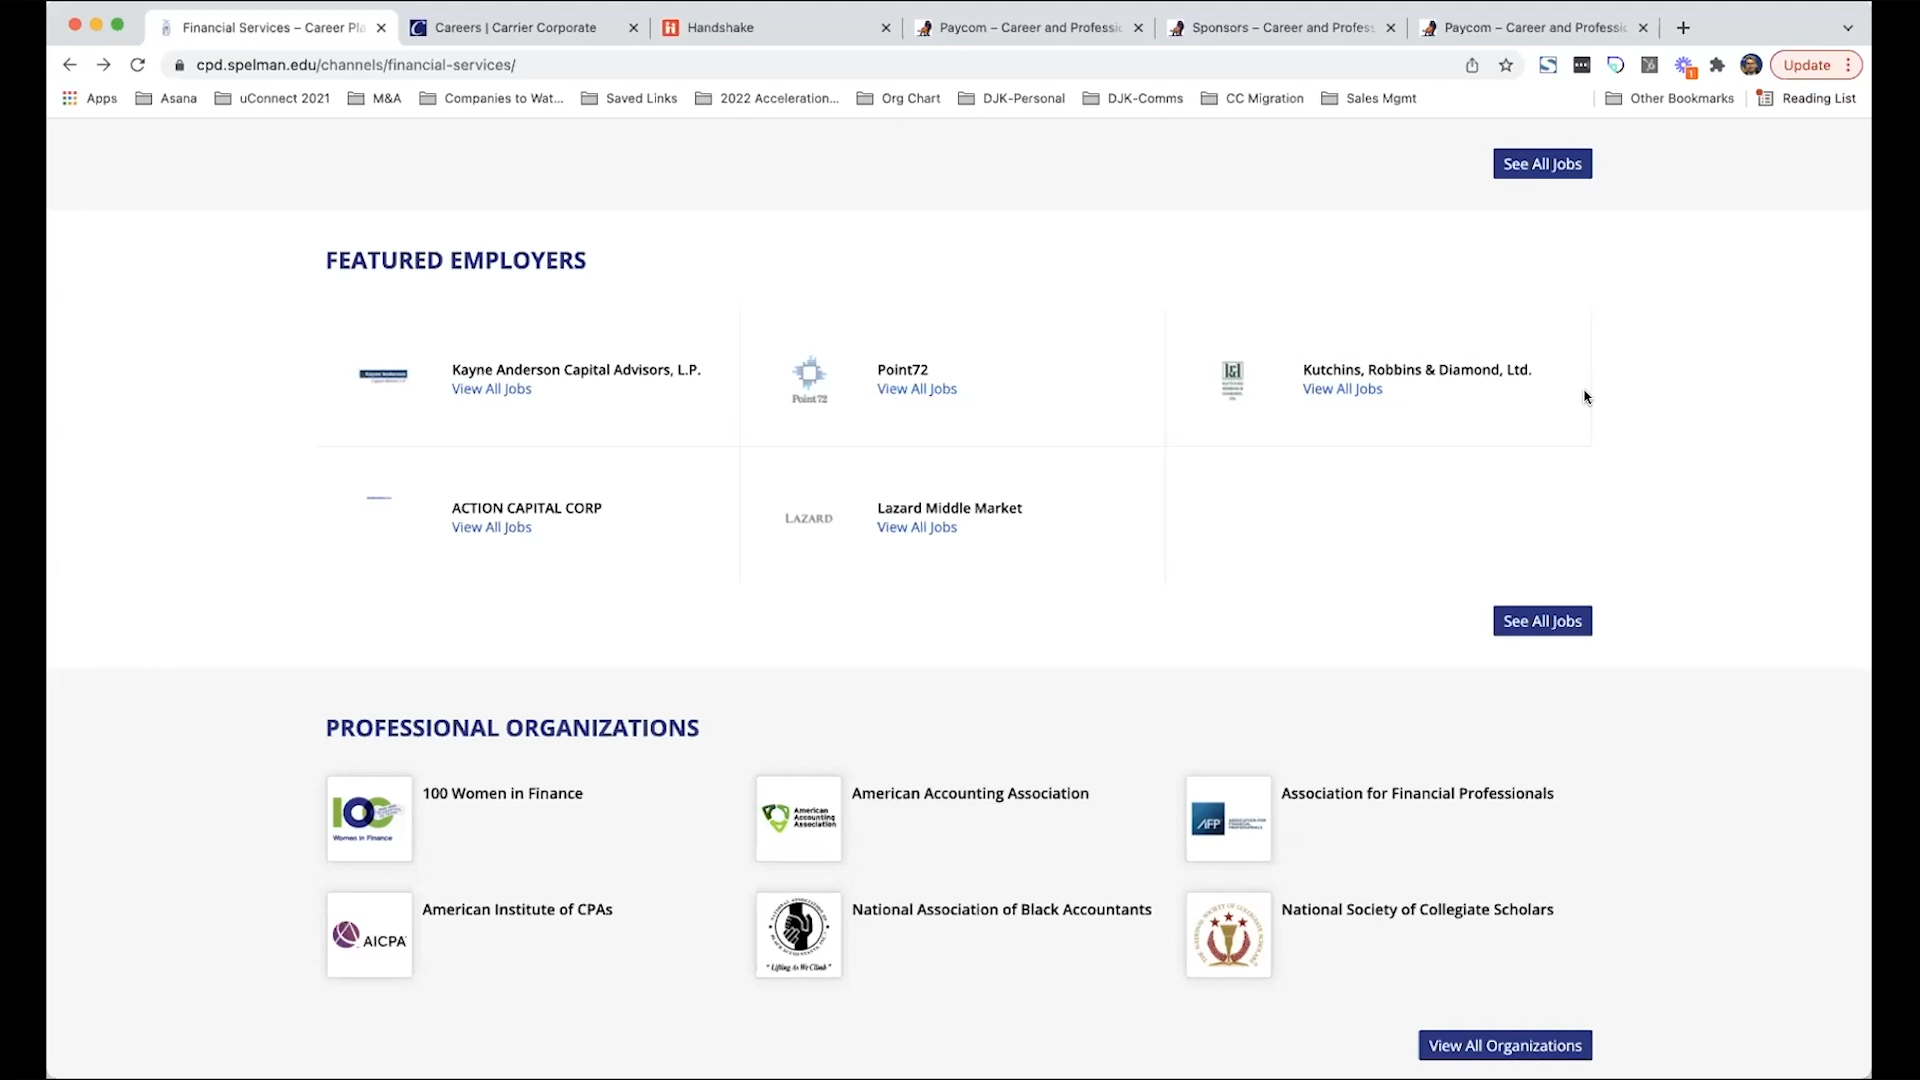 Financial Services – Career Pla
Careers | Carrier Corporate
Handshake
Paycom – Career and Professic
Sponsors – Career and Profes
Paycom – Career and Professic
cpd.spelman.edu/channels/financial-services/
Update
Apps
Asana
uConnect 2021
M&A
Companies to Wat...
Saved Links
2022 Acceleration...
Org Chart
DJK-Personal
DJK-Comms
CC Migration
Sales Mgmt
Other Bookmarks
Reading List
See All Jobs
FEATURED EMPLOYERS
Kayne Anderson Capital Advisors, L.P.
View All Jobs
Point72
Point72
View All Jobs
Kutchins, Robbins & Diamond, Ltd.
View All Jobs
ACTION CAPITAL CORP
View All Jobs
LAZARD
Lazard Middle Market
View All Jobs
See All Jobs
PROFESSIONAL ORGANIZATIONS
100
Women in Finance
100 Women in Finance
American
Accounting
Association
American Accounting Association
AFP
Association for Financial Professionals
AICPA
American Institute of CPAs
"Lifting As We Climb"
National Association of Black Accountants
National Society of Collegiate Scholars
View All Organizations